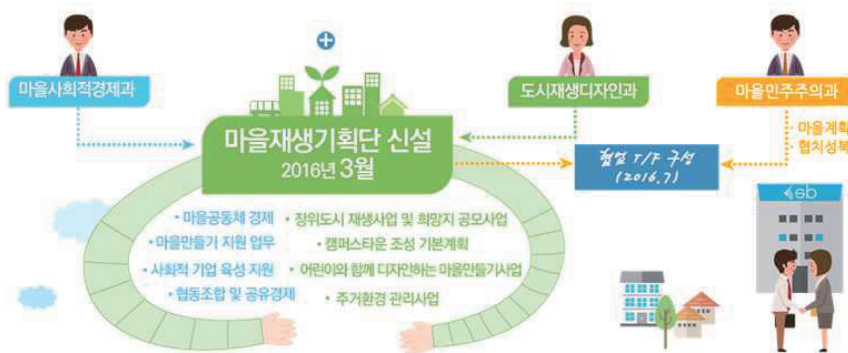 마을사회적경제과
도시재생디자인과
마을민주주의과
· 마을계획
· 협치성북
마을재생기획단 신설
2016년 3월
협업 T/F 구성
(2016.7)
sb
· 마을공동체 경제
· 마을만들기 지원 업무
· 사회적 기업 육성 지원
· 협동조합 및 공유경제
· 장위도시 재생사업 및 희망지 공모사업
· 캠퍼스타운 조성 기본계획
· 어린이와 함께 디자인하는 마을만들기사업
· 주거환경 관리사업